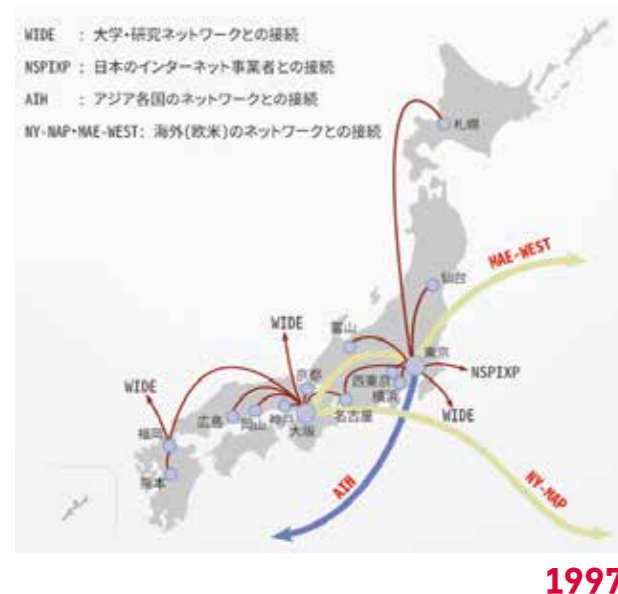 WIDE : 大学・研究ネットワークとの接続
NSPIXP : 日本のインターネット事業者との接続
AIH : アジア各国のネットワークとの接続
NY-NAP・MAE-WEST: 海外(欧米)のネットワークとの接続
札幌
MAE-WEST
仙台
WIDE
富山
東京
NSPIXP
京都
西東京
WIDE
横浜
広島
岡山
神戸
名古屋
WIDE
福岡
大阪
熊本
AIH
NY-NAP
1997